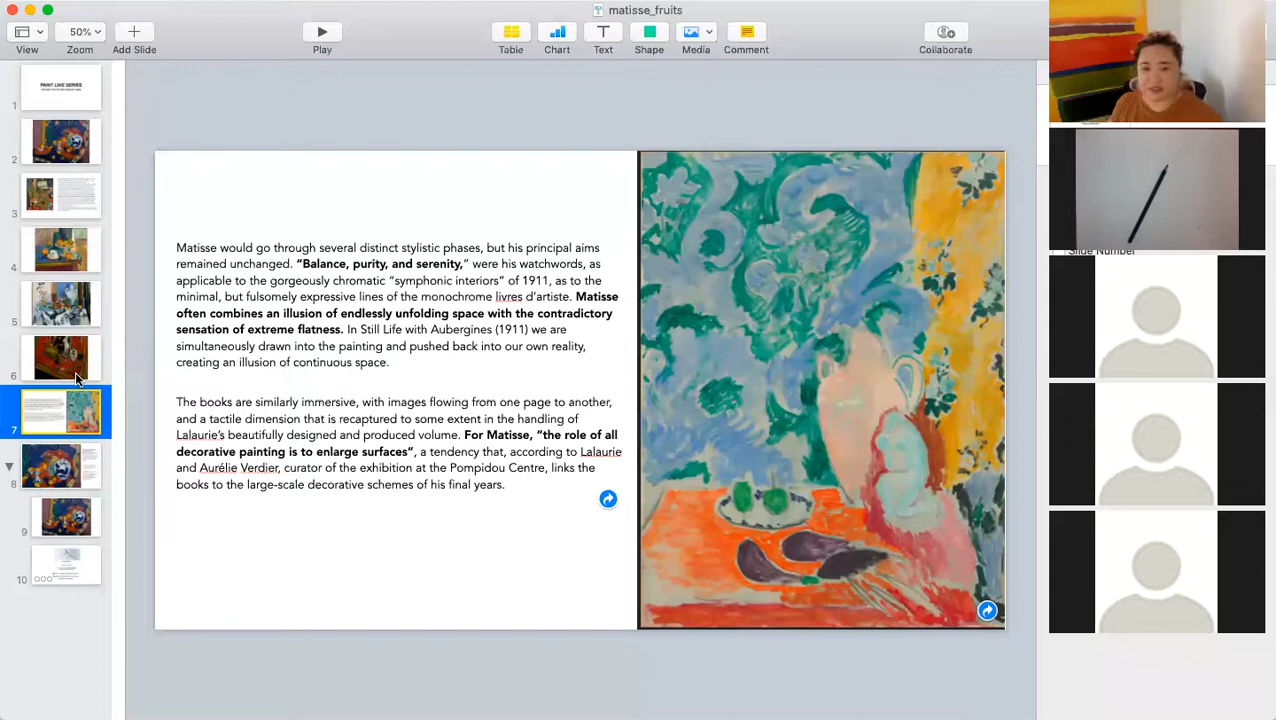 matisse_fruits
50%
View
Zoom
Add Slide
Play
Table
Chart
Text
Shape
Media
Comment
Collaborate
1
PAINT LIKE SERIES
2
3
4
5
6
7
8
9
10
Matisse would go through several distinct stylistic phases, but his principal aims
remained unchanged. “Balance, purity, and serenity,” were his watchwords, as
applicable to the gorgeously chromatic “symphonic interiors” of 1911, as to the
minimal, but fulsomely expressive lines of the monochrome livres d’artiste. Matisse
often combines an illusion of endlessly unfolding space with the contradictory
sensation of extreme flatness. In Still Life with Aubergines (1911) we are
simultaneously drawn into the painting and pushed back into our own reality,
creating an illusion of continuous space.
The books are similarly immersive, with images flowing from one page to another,
and a tactile dimension that is recaptured to some extent in the handling of
Lalaurie’s beautifully designed and produced volume. For Matisse, “the role of all
decorative painting is to enlarge surfaces”, a tendency that, according to Lalaurie
and Aurélie Verdier, curator of the exhibition at the Pompidou Centre, links the
books to the large-scale decorative schemes of his final years.
Slide Number